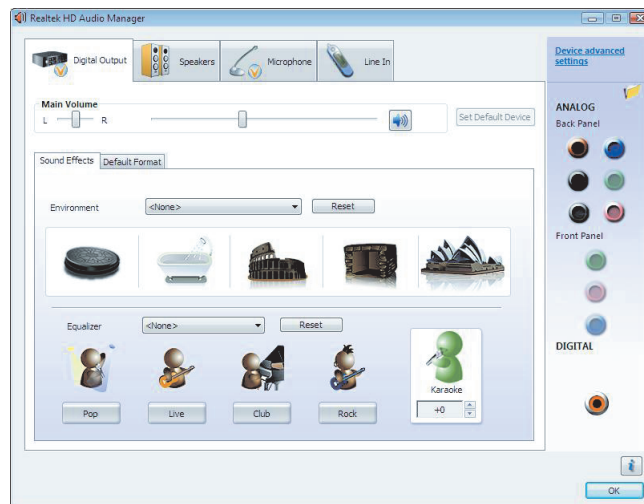 Realtek HD Audio Manager
Digital Output
Speakers
Microphone
Line In
Device advanced
settings
Main Volume
L
R
Set Default Device
ANALOG
Back Panel
Sound Effects
Default Format
Environment
<None>
Reset
Front Panel
Equalizer
<None>
Reset
DIGITAL
Karaoke
Pop
Live
Club
Rock
+0
i
OK